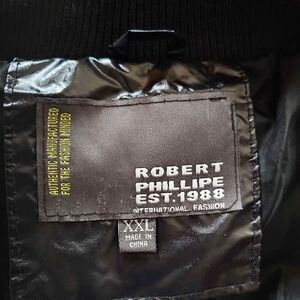 AUTHENTIC MANUFACTURED
FOR THE FASHION MINDED
ROBERT
PHILLIPE
EST.1988
INTERNATIONAL FASHION
XXL
MADE IN
CHINA